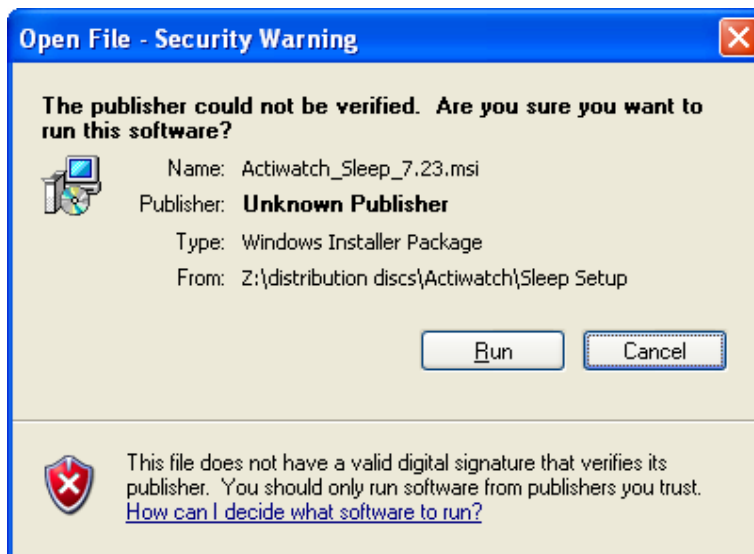 Open File - Security Warning
The publisher could not be verified.  Are you sure you want to
run this software?
Name: Actiwatch_Sleep_7.23.msi
Publisher: Unknown Publisher
Type: Windows Installer Package
From: Z:\distribution discs\Actiwatch\Sleep Setup
Run Cancel
This file does not have a valid digital signature that verifies its
publisher.  You should only run software from publishers you trust.
How can I decide what software to run?